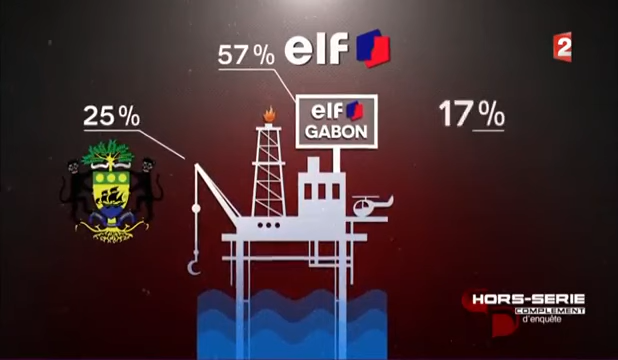 57% elf
2
25%
elf
GABON
17%
HORS-SERIE
COMPLEMENT
d'enquête